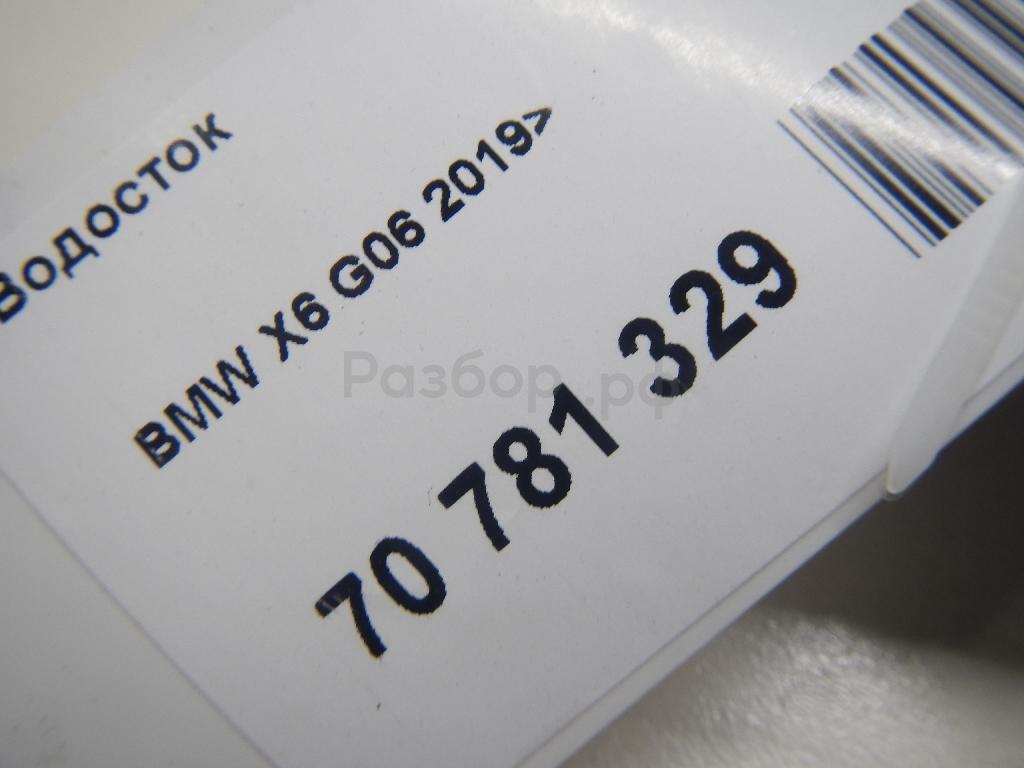 Водосток
BMW X6 G06 2019>
70 781 329
Разбор.рф